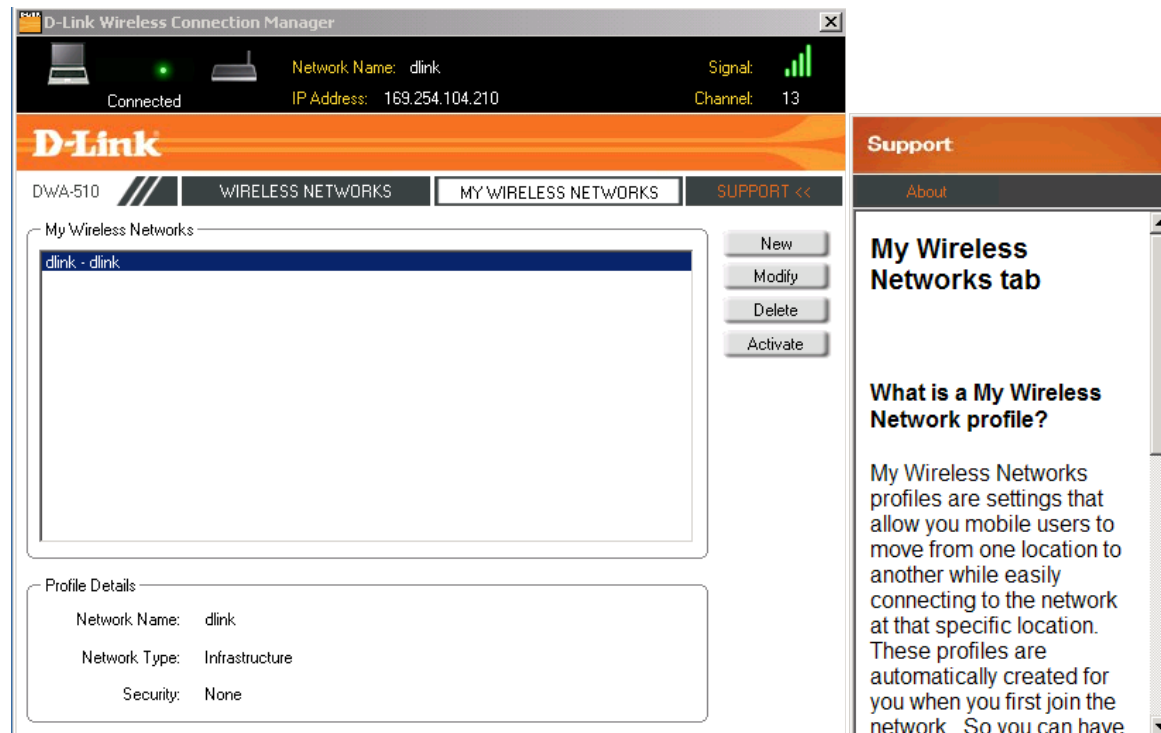 D-Link Wireless Connection Manager
Network Name: dlink Signal:
Connected IP Address: 169.254.104.210 Channel: 13
D-Link
DWA-510 WIRELESS NETWORKS MY WIRELESS NETWORKS SUPPORT <<
My Wireless Networks
dlink - dlink
New
Modify
Delete
Activate
Profile Details
Network Name: dlink
Network Type: Infrastructure
Security: None
Support
About
My Wireless
Networks tab
What is a My Wireless
Network profile?
My Wireless Networks
profiles are settings that
allow you mobile users to
move from one location to
another while easily
connecting to the network
at that specific location.
These profiles are
automatically created for
you when you first join the
network. So you can have